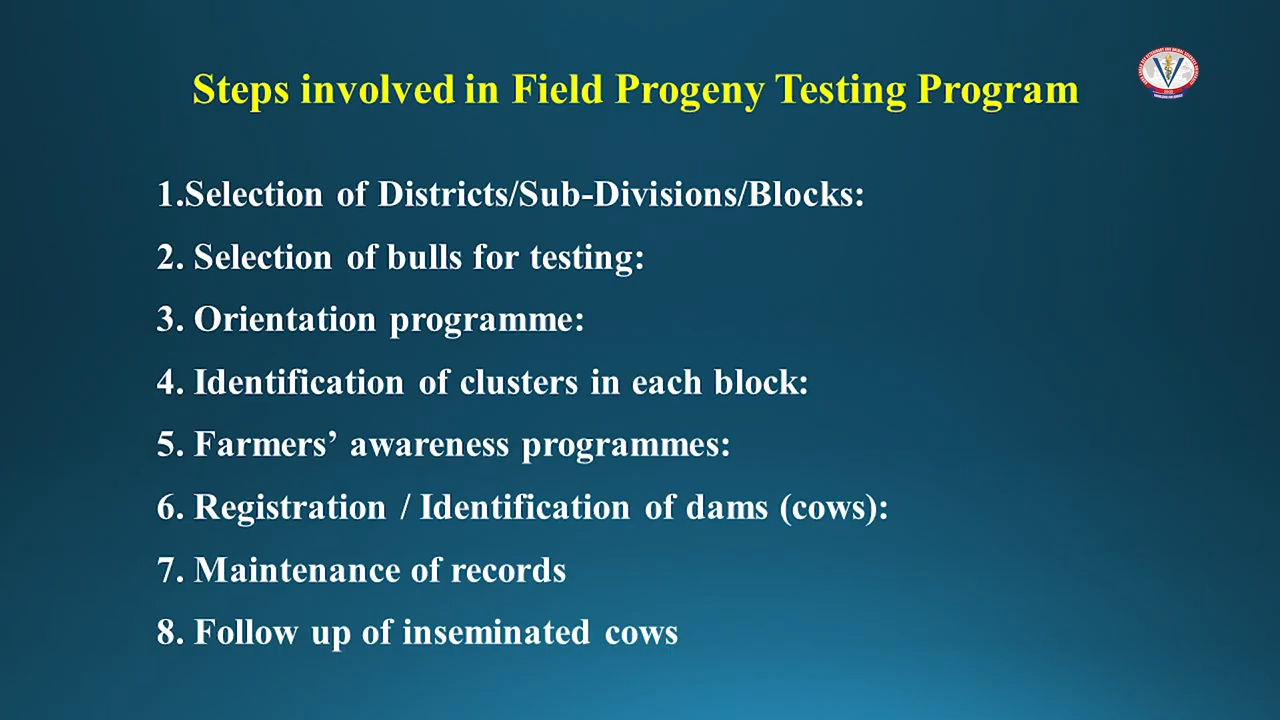 Steps involved in Field Progeny Testing Program
1.Selection of Districts/Sub-Divisions/Blocks:
2. Selection of bulls for testing:
3. Orientation programme:
4. Identification of clusters in each block:
5. Farmers’ awareness programmes:
6. Registration / Identification of dams (cows):
7. Maintenance of records
8. Follow up of inseminated cows